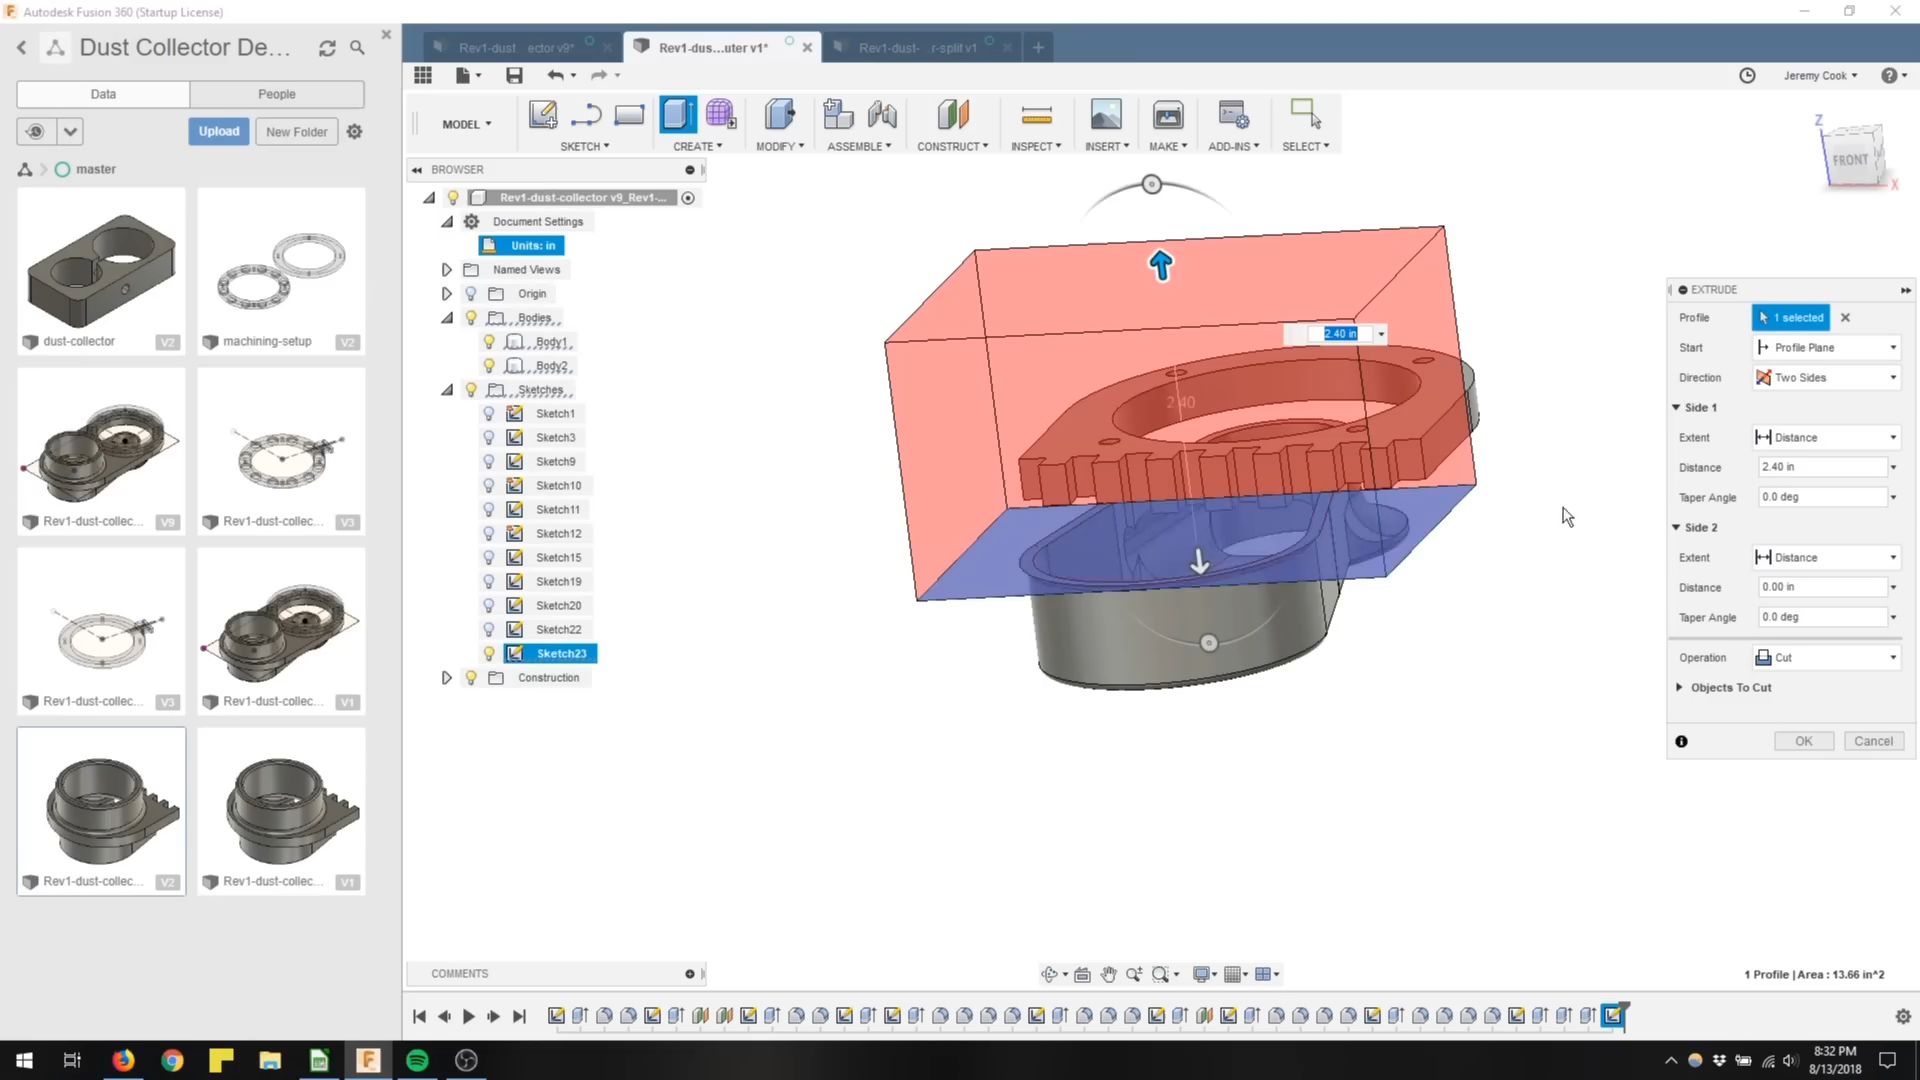 Autodesk Fusion 360 (Startup License)
Dust Collector De...
Data
People
Upload
New Folder
master
dust-collector V2
machining-setup V2
Rev1-dust-collec... V9
Rev1-dust-collec... V3
Rev1-dust-collec... V3
Rev1-dust-collec... V1
Rev1-dust-collec... V2
Rev1-dust-collec... V1
Rev1-dust ector v9*
Rev1-dus...uter v1*
Rev1-dust- .r-split v1
Jeremy Cook
MODEL
SKETCH
CREATE
MODIFY
ASSEMBLE
CONSTRUCT
INSPECT
INSERT
MAKE
ADD-INS
SELECT
BROWSER
Rev1-dust-collector v9_Rev1-...
Document Settings
Units: in
Named Views
Origin
Bodies
Body1
Body2
Sketches
Sketch1
Sketch3
Sketch9
Sketch10
Sketch11
Sketch12
Sketch15
Sketch19
Sketch20
Sketch22
Sketch23
Construction
Z
FRONT
X
2.40 in
2.40
EXTRUDE
Profile 1 selected
Start Profile Plane
Direction Two Sides
Side 1
Extent Distance
Distance 2.40 in
Taper Angle 0.0 deg
Side 2
Extent Distance
Distance 0.00 in
Taper Angle 0.0 deg
Operation Cut
Objects To Cut
OK
Cancel
COMMENTS
1 Profile | Area : 13.66 in^2
8:32 PM
8/13/2018